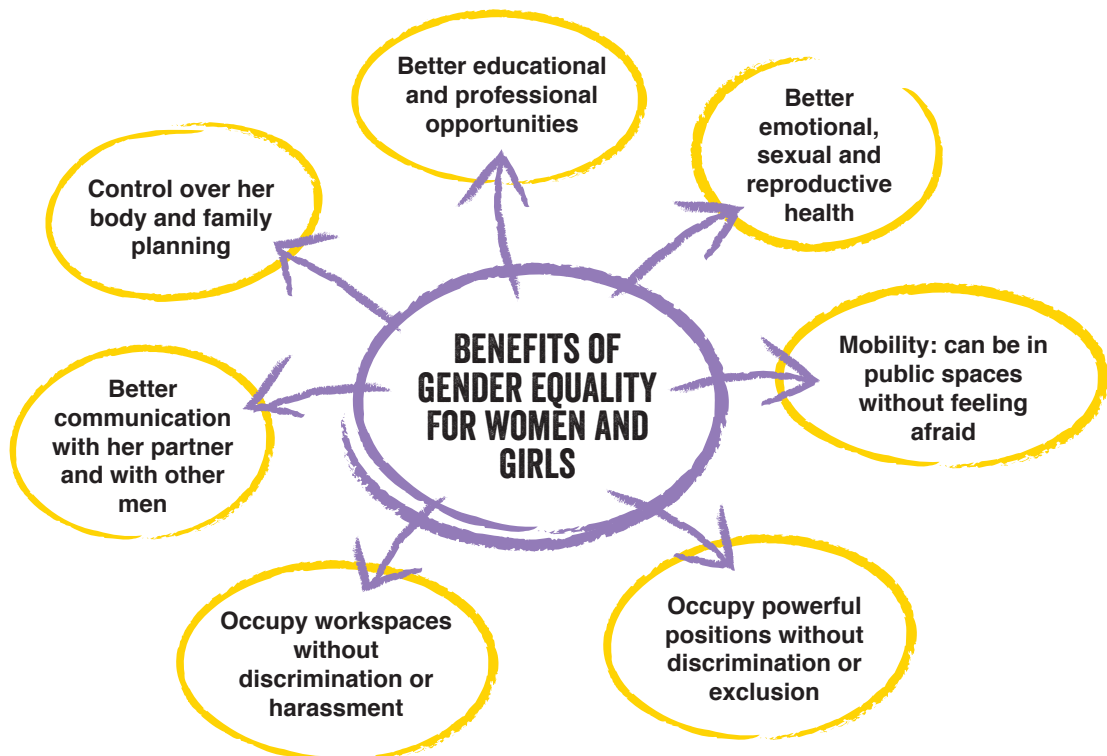 Better educational
and professional
opportunities
Better
emotional,
sexual and
reproductive
health
Control over her
body and family
planning
BENEFITS OF
GENDER EQUALITY
FOR WOMEN AND
GIRLS
Mobility: can be in
public spaces
without feeling
afraid
Better
communication
with her partner
and with other
men
Occupy workspaces
without
discrimination or
harassment
Occupy powerful
positions without
discrimination or
exclusion